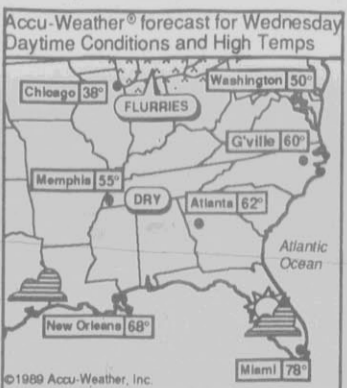 Accu-Weather® forecast for Wednesday
Daytime Conditions and High Temps
Washington 50°
Chicago 38°
FLURRIES
G'ville 60°
Memphis 55°
DRY
Atlanta 62°
Atlantic
Ocean
New Orleans 68°
Miami 78°
©1989 Accu-Weather, Inc.